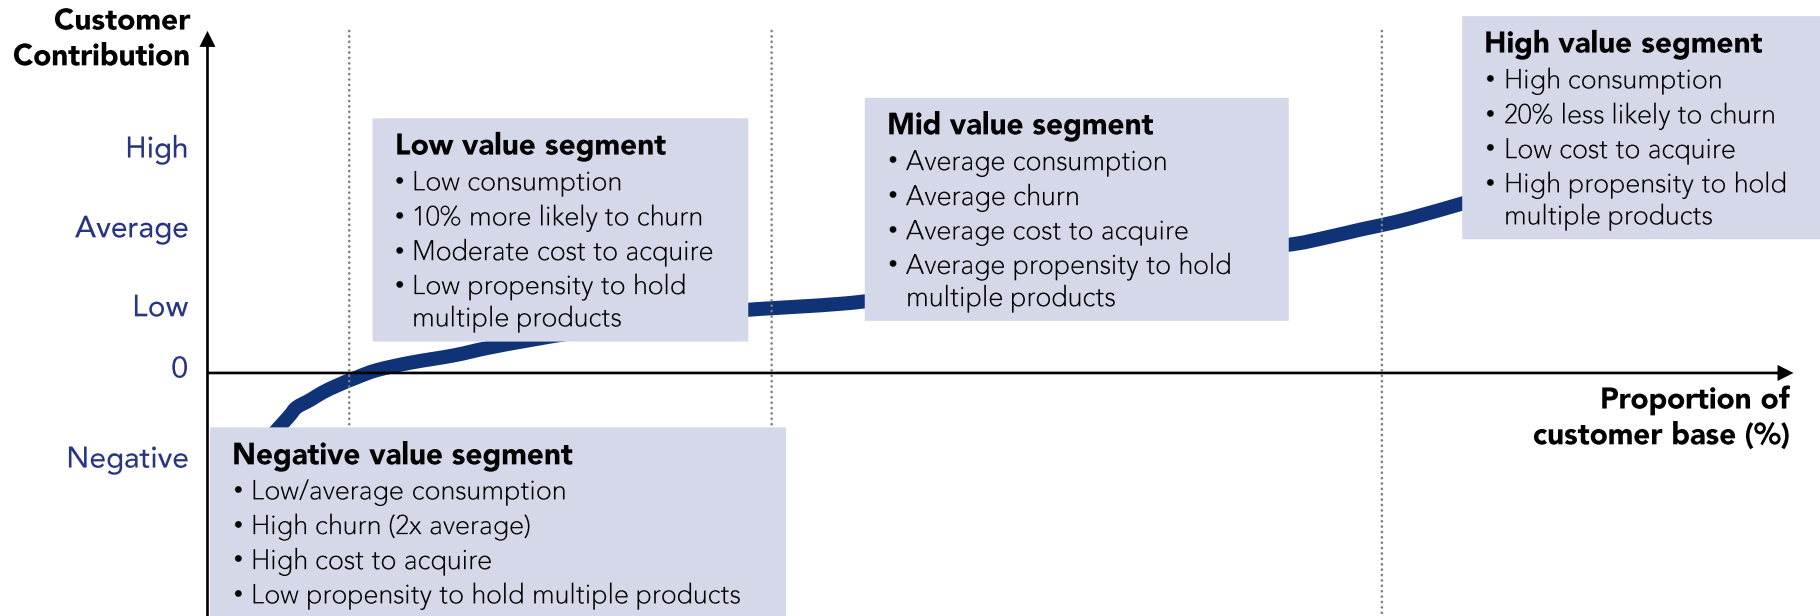 Customer
Contribution
High
Average
Low
0
Negative
Low value segment
• Low consumption
• 10% more likely to churn
• Moderate cost to acquire
• Low propensity to hold
multiple products
Mid value segment
• Average consumption
• Average churn
• Average cost to acquire
• Average propensity to hold
multiple products
High value segment
• High consumption
• 20% less likely to churn
• Low cost to acquire
• High propensity to hold
multiple products
Proportion of
customer base (%)
Negative value segment
• Low/average consumption
• High churn (2x average)
• High cost to acquire
• Low propensity to hold multiple products